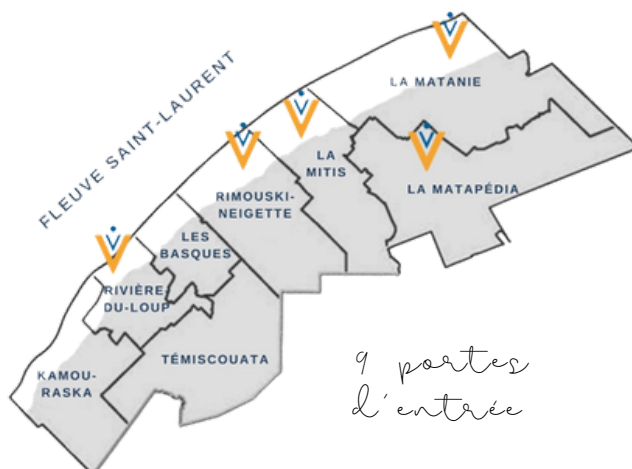 FLEUVE SAINT-LAURENT
LA MATANIE
LA
MITIS
LA MATAPÉDIA
RIMOUSKI-
NEIGETTE
LES
BASQUES
RIVIÈRE-
DU-LOUP
TÉMISCOUATA
KAMOU-
RASKA
9 portes
d'entrée